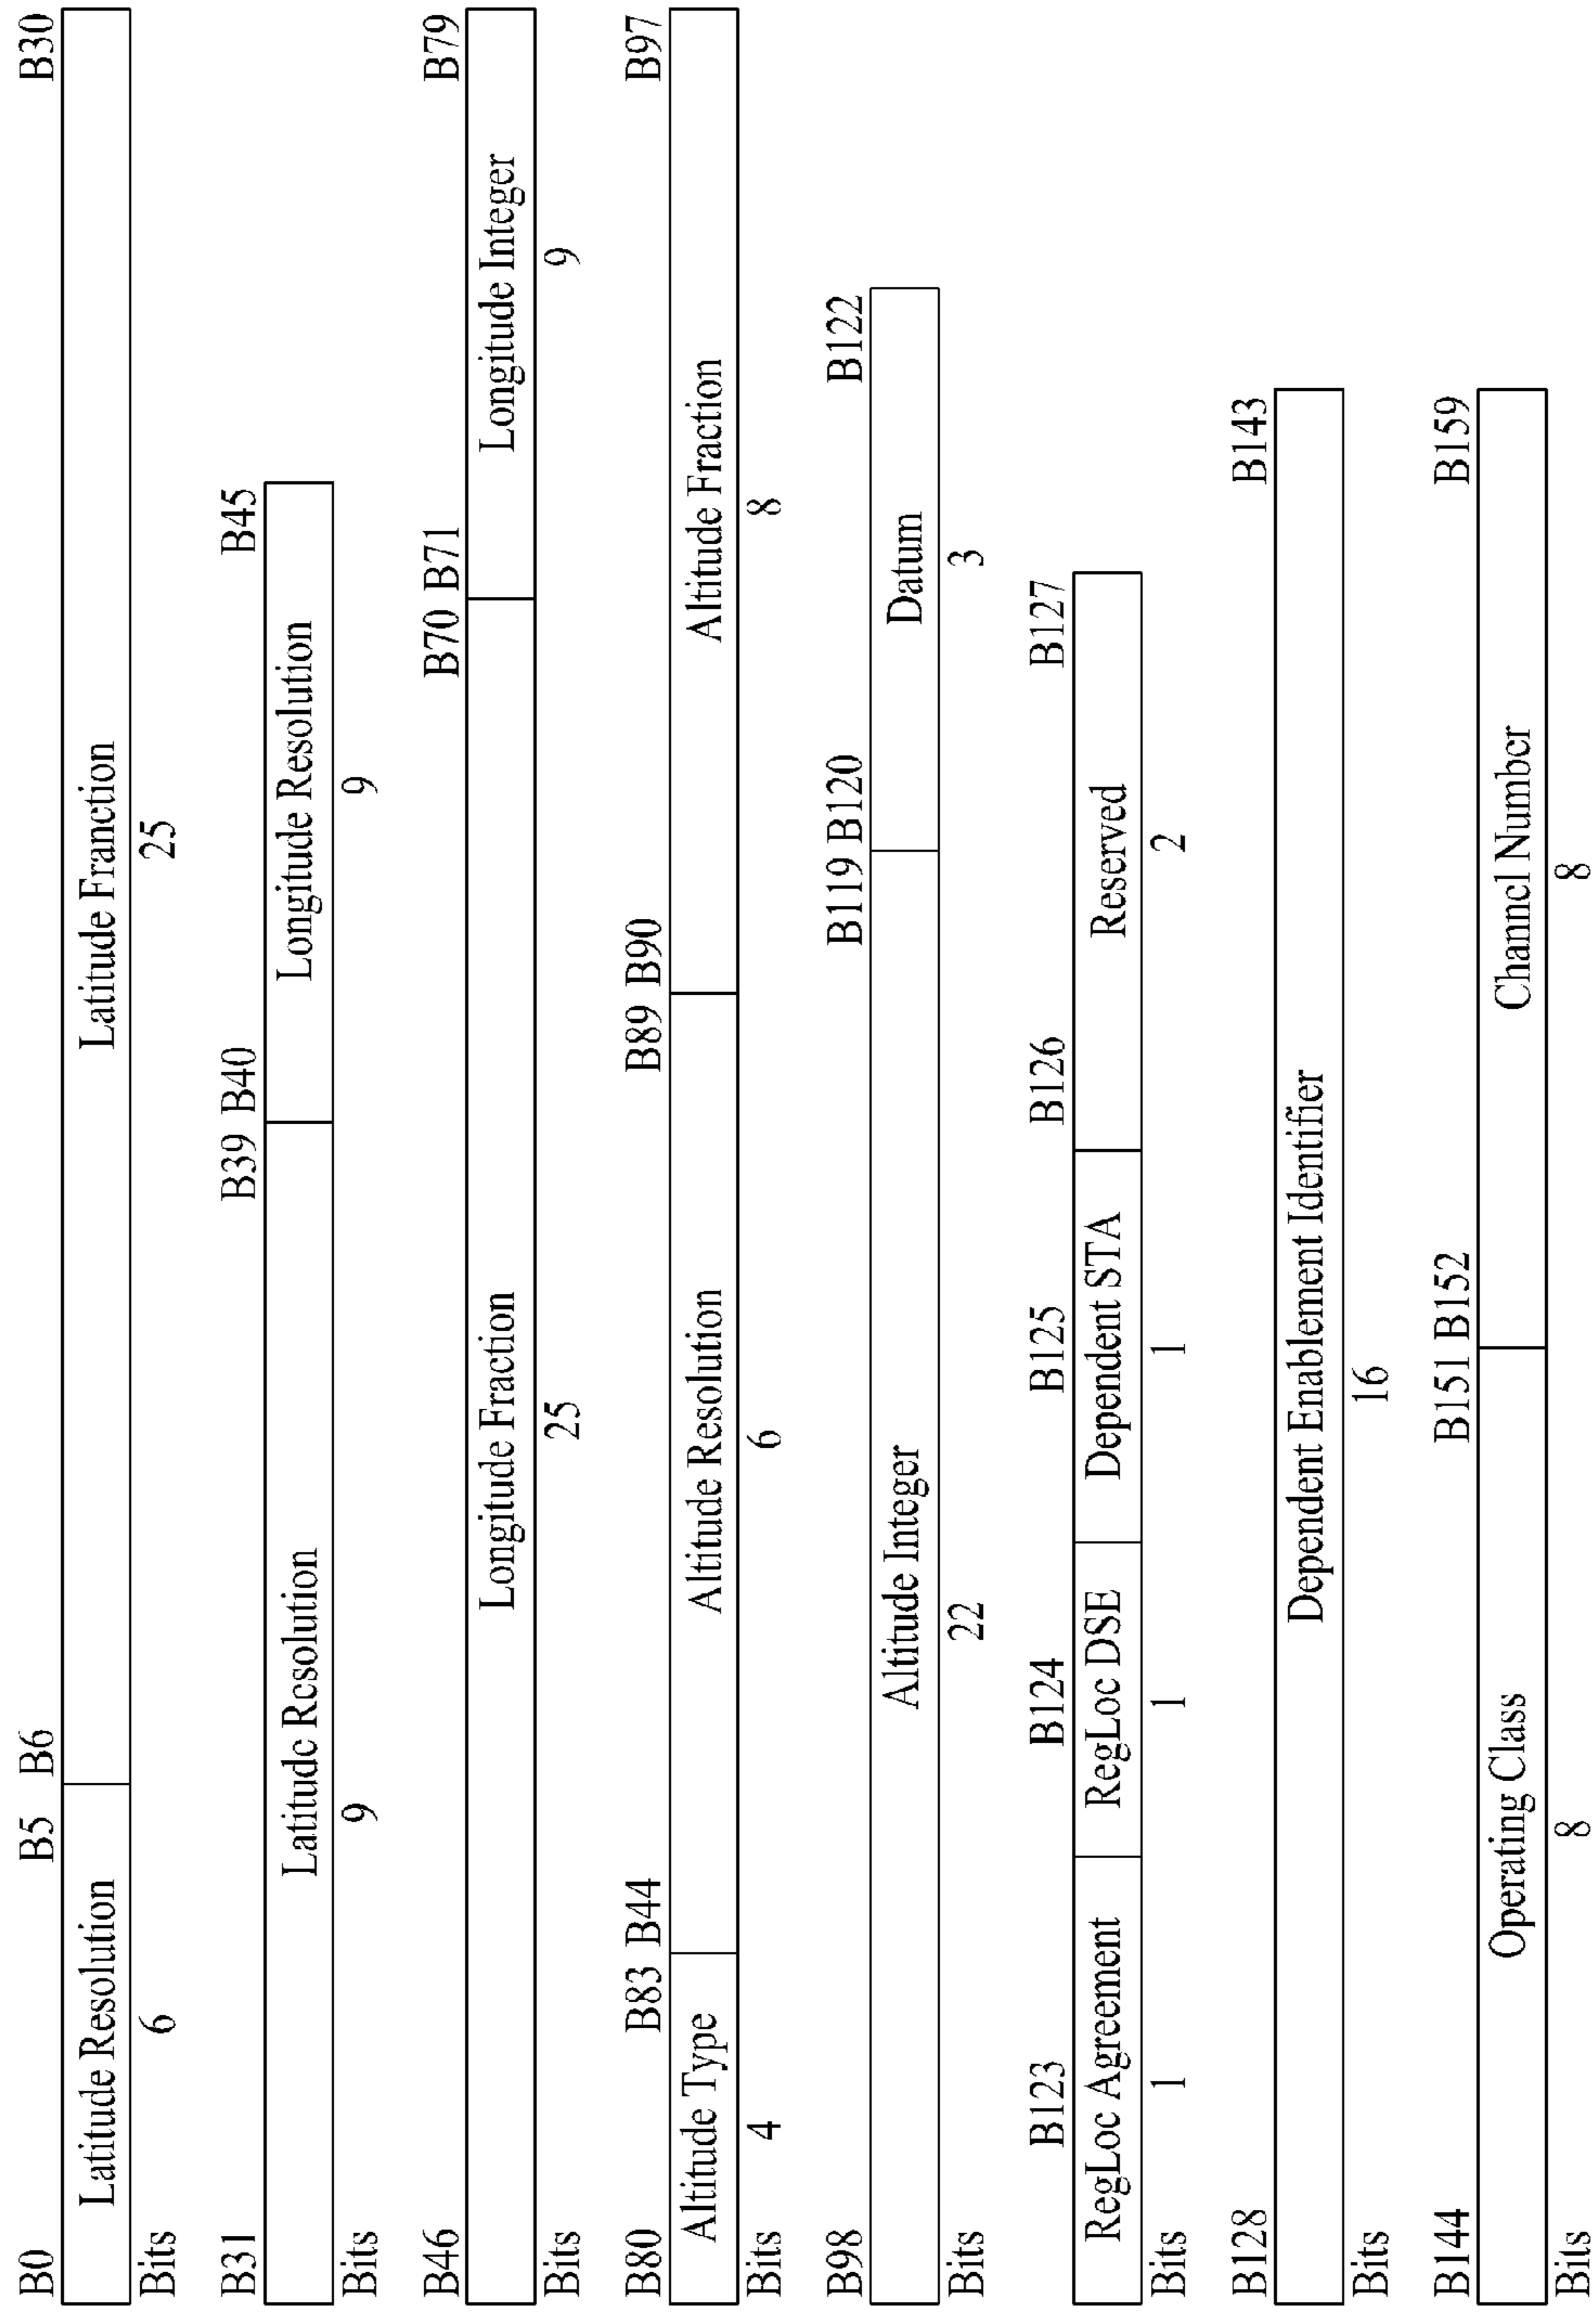 B0 B5 B6 B30
Latitude Resolution Latitude Franction
Bits 6 25
B31 B39 B40 B45
Latitude Resolution Longitude Resolution
Bits 9 9
B46 B70 B71 B79
Longitude Fraction Longitude Integer
Bits 25 9
B80 B83 B44 B89 B90 B97
Altitude Type Altitude Resolution Altitude Fraction
Bits 4 6 8
B98 B119 B120 B122
Altitude Integer Datum
Bits 22 3
B123 B124 B125 B126 B127
RegLoc Agreement RegLoc DSE Dependent STA Reserved
Bits 1 1 1 2
B128 B143
Dependent Enablement Identifier
Bits 16
B144 B151 B152 B159
Operating Class Channel Number
Bits 8 8